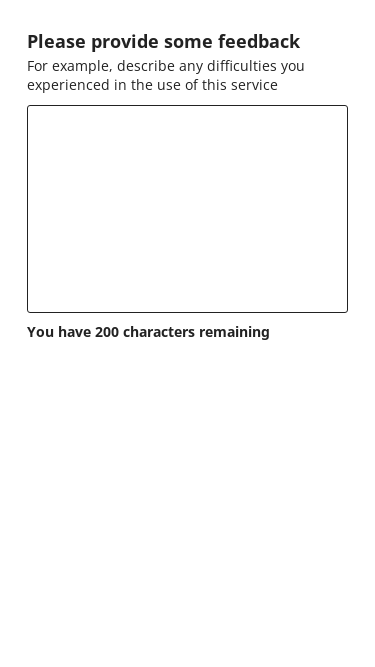 Please provide some feedback
For example, describe any difficulties you
experienced in the use of this service
You have 200 characters remaining